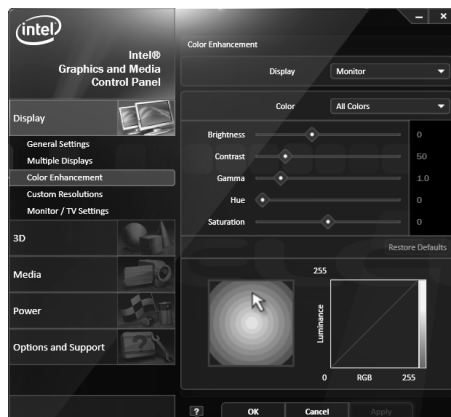 intel
Intel®
Graphics and Media
Control Panel
Display
General Settings
Multiple Displays
Color Enhancement
Custom Resolutions
Monitor / TV Settings
3D
Media
Power
Options and Support
Color Enhancement
Display Monitor
Color All Colors
Brightness 0
Contrast 50
Gamma 1.0
Hue 0
Saturation 0
Restore Defaults
255
Luminance
0 RGB 255
? OK Cancel Apply